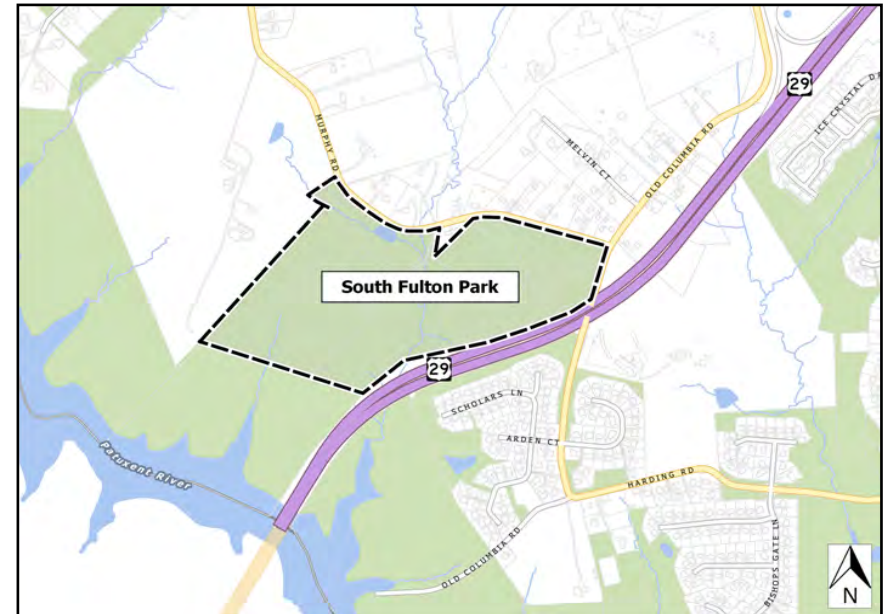 29
ICE CRYSTAL DR
MURPHY RD
MELVIN CT
OLD COLUMBIA RD
South Fulton Park
29
SCHOLARS LN
ARDEN CT
Patuxent River
HARDING RD
OLD COLUMBIA RD
BISHOPS GATE LN
N